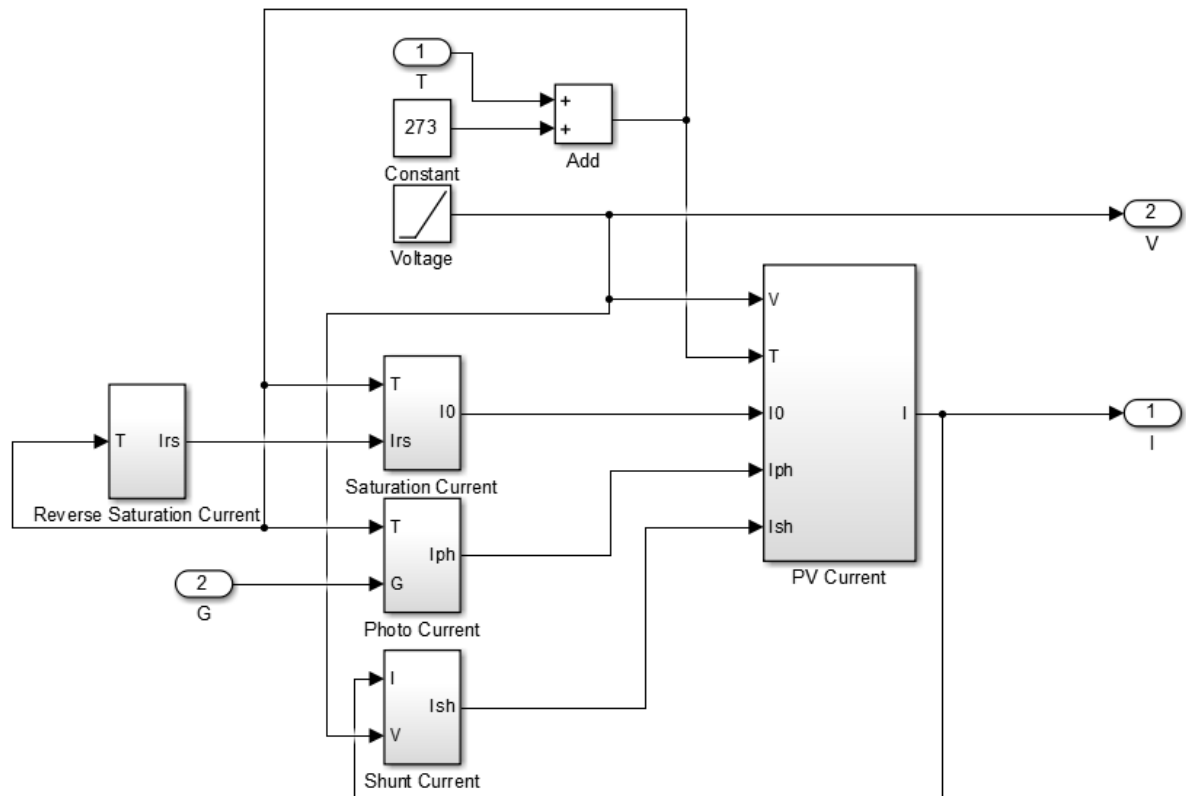 1
T
273
Constant
+
+
Add
Voltage
2
V
V
T
I0
Iph
Ish
I
PV Current
1
I
T
Irs
I0
Saturation Current
T
Irs
Reverse Saturation Current
T
G
Iph
Photo Current
2
G
I
V
Ish
Shunt Current